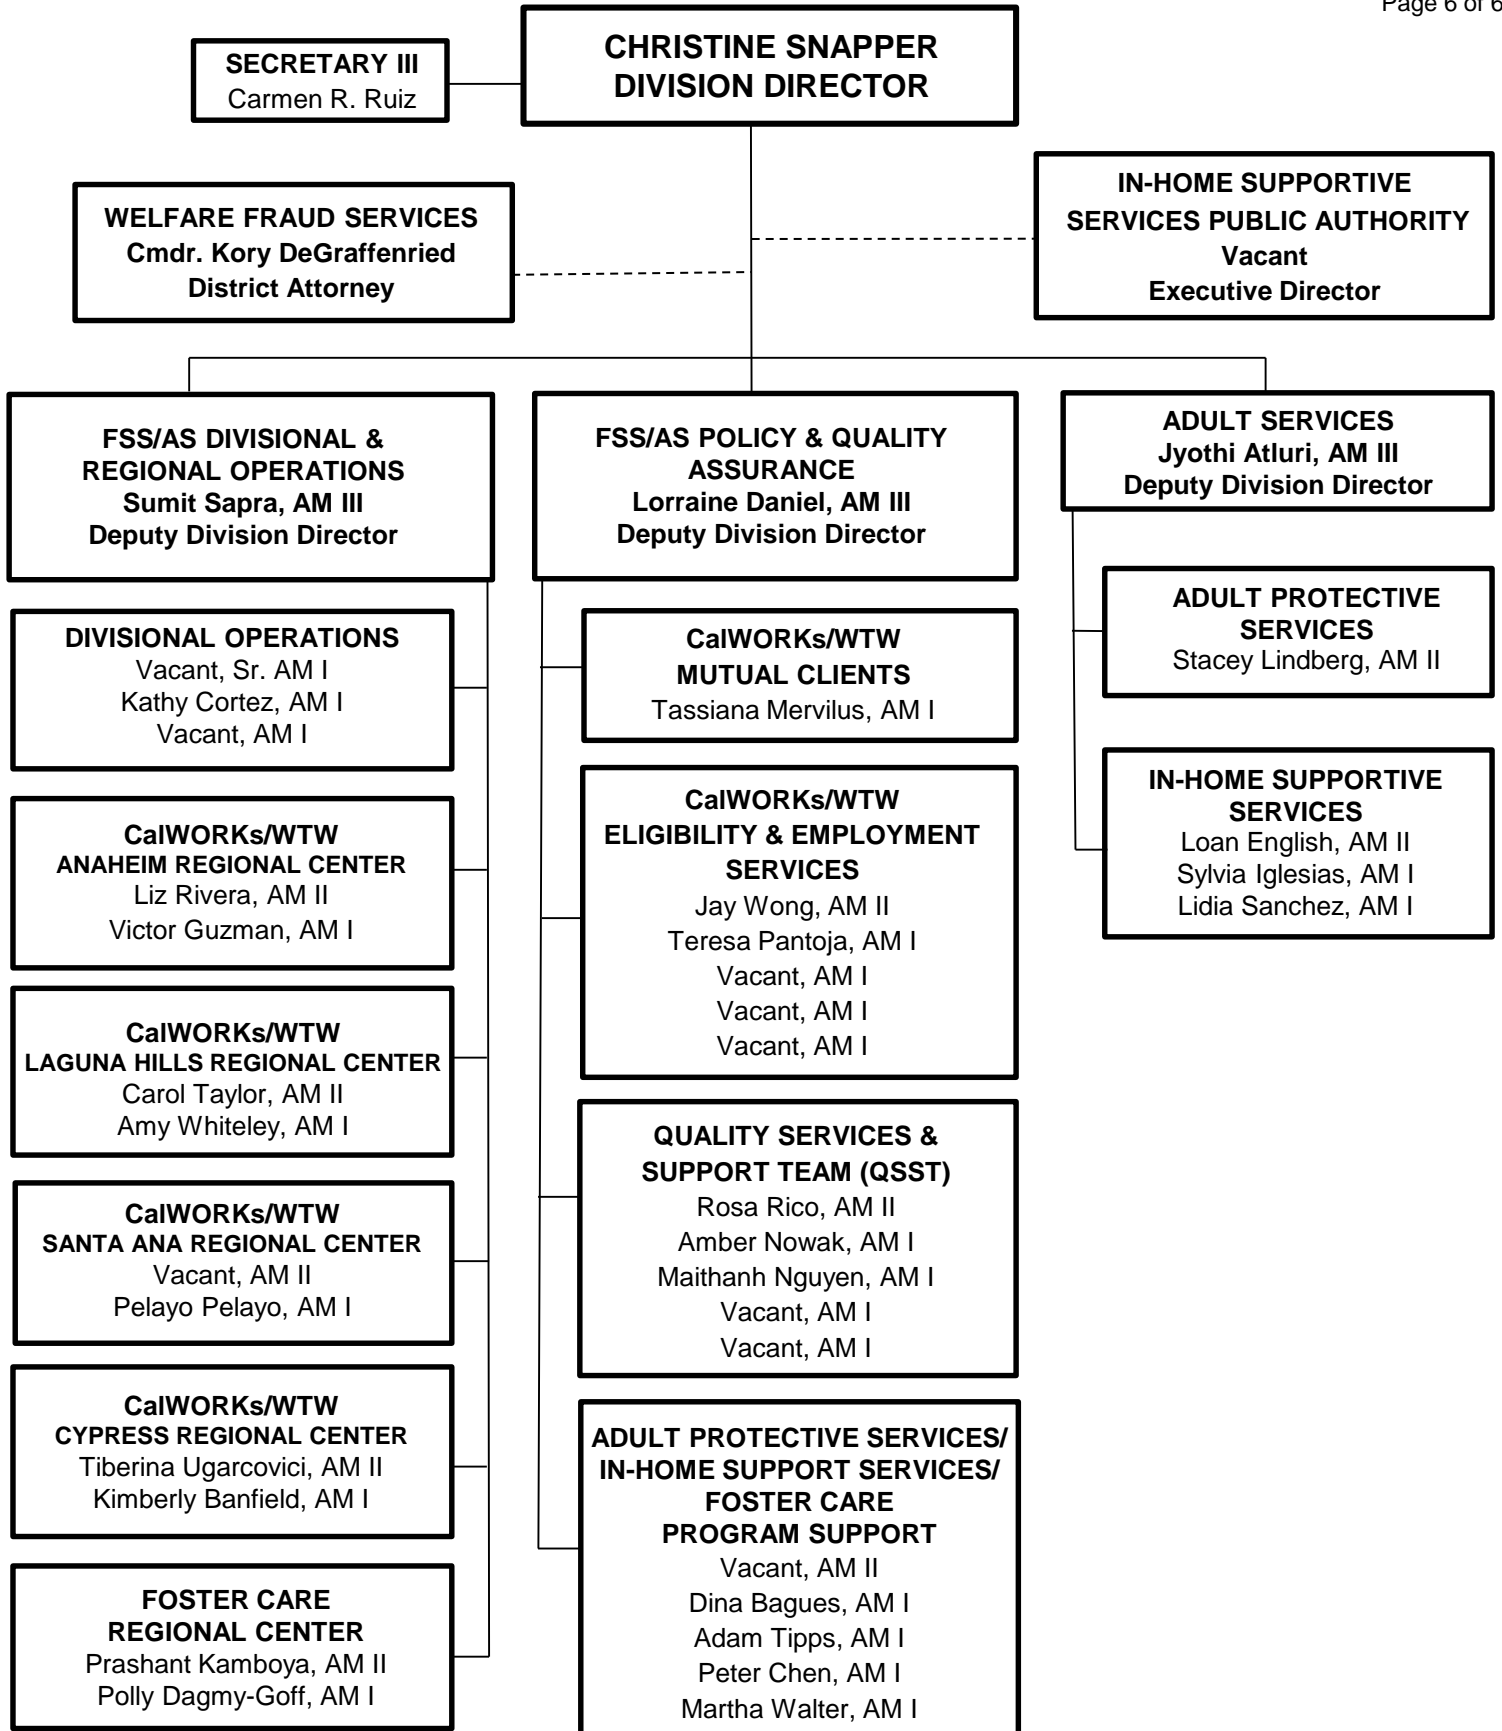 Page 6 of 6
CHRISTINE SNAPPER
DIVISION DIRECTOR
SECRETARY III
Carmen R. Ruiz
WELFARE FRAUD SERVICES
Cmdr. Kory DeGraffenried
District Attorney
IN-HOME SUPPORTIVE
SERVICES PUBLIC AUTHORITY
Vacant
Executive Director
FSS/AS DIVISIONAL &
REGIONAL OPERATIONS
Sumit Sapra, AM III
Deputy Division Director
DIVISIONAL OPERATIONS
Vacant, Sr. AM I
Kathy Cortez, AM I
Vacant, AM I
CalWORKs/WTW
ANAHEIM REGIONAL CENTER
Liz Rivera, AM II
Victor Guzman, AM I
CalWORKs/WTW
LAGUNA HILLS REGIONAL CENTER
Carol Taylor, AM II
Amy Whiteley, AM I
CalWORKs/WTW
SANTA ANA REGIONAL CENTER
Vacant, AM II
Pelayo Pelayo, AM I
CalWORKs/WTW
CYPRESS REGIONAL CENTER
Tiberina Ugarcovici, AM II
Kimberly Banfield, AM I
FOSTER CARE
REGIONAL CENTER
Prashant Kamboya, AM II
Polly Dagmy-Goff, AM I
FSS/AS POLICY & QUALITY
ASSURANCE
Lorraine Daniel, AM III
Deputy Division Director
CalWORKs/WTW
MUTUAL CLIENTS
Tassiana Mervilus, AM I
CalWORKs/WTW
ELIGIBILITY & EMPLOYMENT
SERVICES
Jay Wong, AM II
Teresa Pantoja, AM I
Vacant, AM I
Vacant, AM I
Vacant, AM I
QUALITY SERVICES &
SUPPORT TEAM (QSST)
Rosa Rico, AM II
Amber Nowak, AM I
Maithanh Nguyen, AM I
Vacant, AM I
Vacant, AM I
ADULT PROTECTIVE SERVICES/
IN-HOME SUPPORT SERVICES/
FOSTER CARE
PROGRAM SUPPORT
Vacant, AM II
Dina Bagues, AM I
Adam Tipps, AM I
Peter Chen, AM I
Martha Walter, AM I
ADULT SERVICES
Jyothi Atluri, AM III
Deputy Division Director
ADULT PROTECTIVE
SERVICES
Stacey Lindberg, AM II
IN-HOME SUPPORTIVE
SERVICES
Loan English, AM II
Sylvia Iglesias, AM I
Lidia Sanchez, AM I